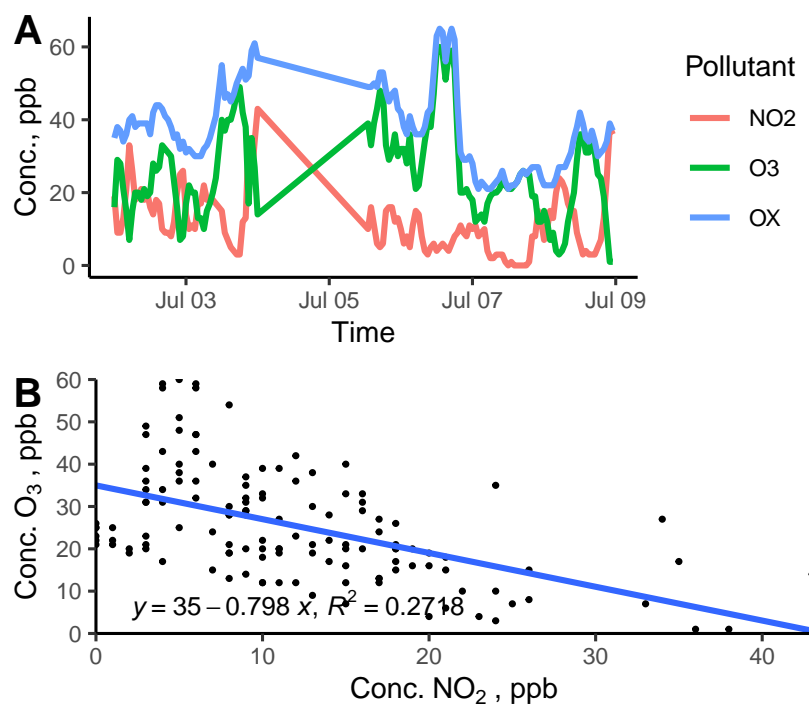 A
Conc., ppb
60
40
20
0
Jul 03 Jul 05 Jul 07 Jul 09
Time
Pollutant
NO2
O3
OX
B
Conc. O₃ , ppb
60
50
40
30
20
10
0
y = 35 − 0.798 x, R² = 0.2718
0 10 20 30 40
Conc. NO₂ , ppb